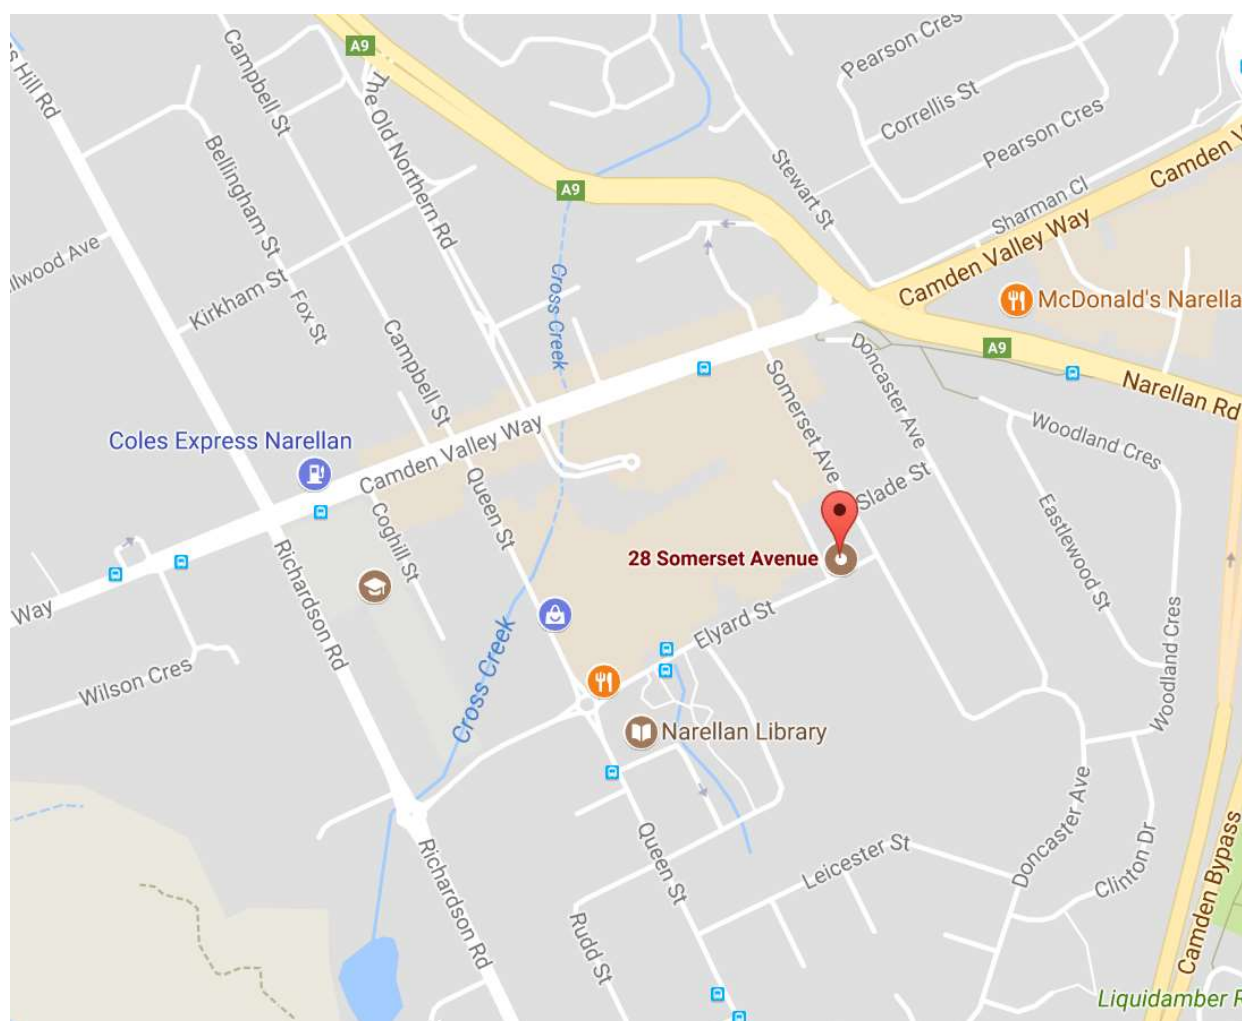 A9
Campbell St
The Old Northern Rd
ss Hill Rd
Bellingham St
Pearson Cres
Correllis St
Pearson Cres
Stewart St
Sharman Cl
Camden V
A9
Camden Valley Way
llwood Ave
Kirkham St
Fox St
Cross Creek
McDonald's Narella
A9
Narellan Rd
Campbell St
Somerset Ave
Doncaster Ave
Woodland Cres
Coles Express Narellan
Camden Valley Way
Queen St
Slade St
Eastlewood St
Coghill St
Richardson Rd
28 Somerset Avenue
Way
Elyard St
Wilson Cres
Cross Creek
Woodland Cres
Narellan Library
Queen St
Richardson Rd
Leicester St
Doncaster Ave
Clinton Dr
Camden Bypass
Rudd St
Liquidamber R